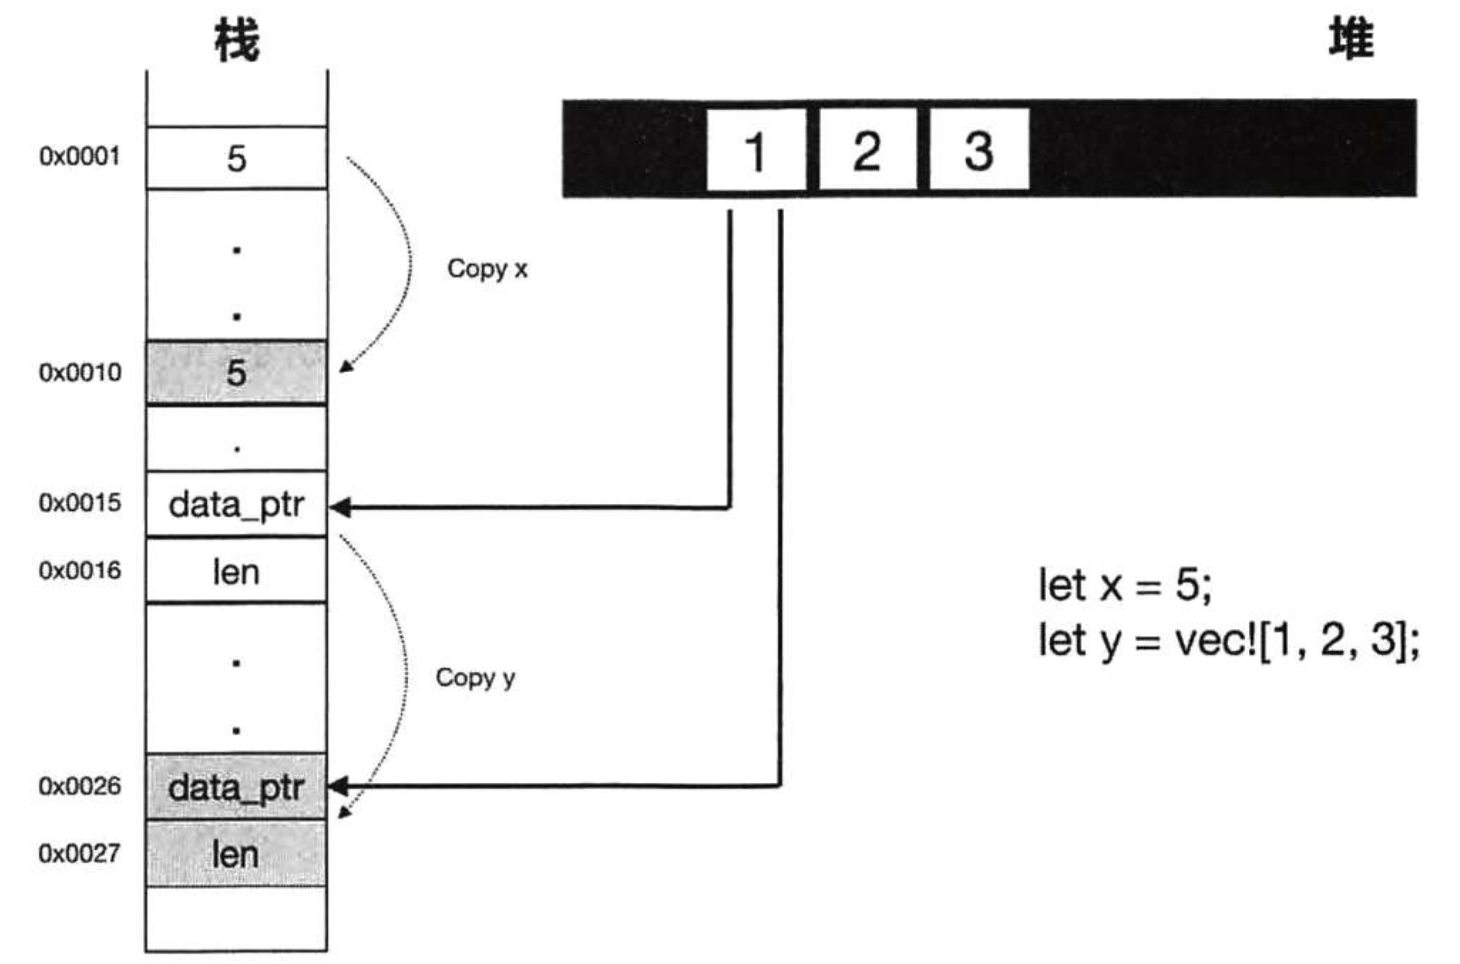 栈
堆
0x0001
5
1
2
3
Copy x
0x0010
5
0x0015
data_ptr
0x0016
len
let x = 5;
let y = vec![1, 2, 3];
Copy y
0x0026
data_ptr
0x0027
len